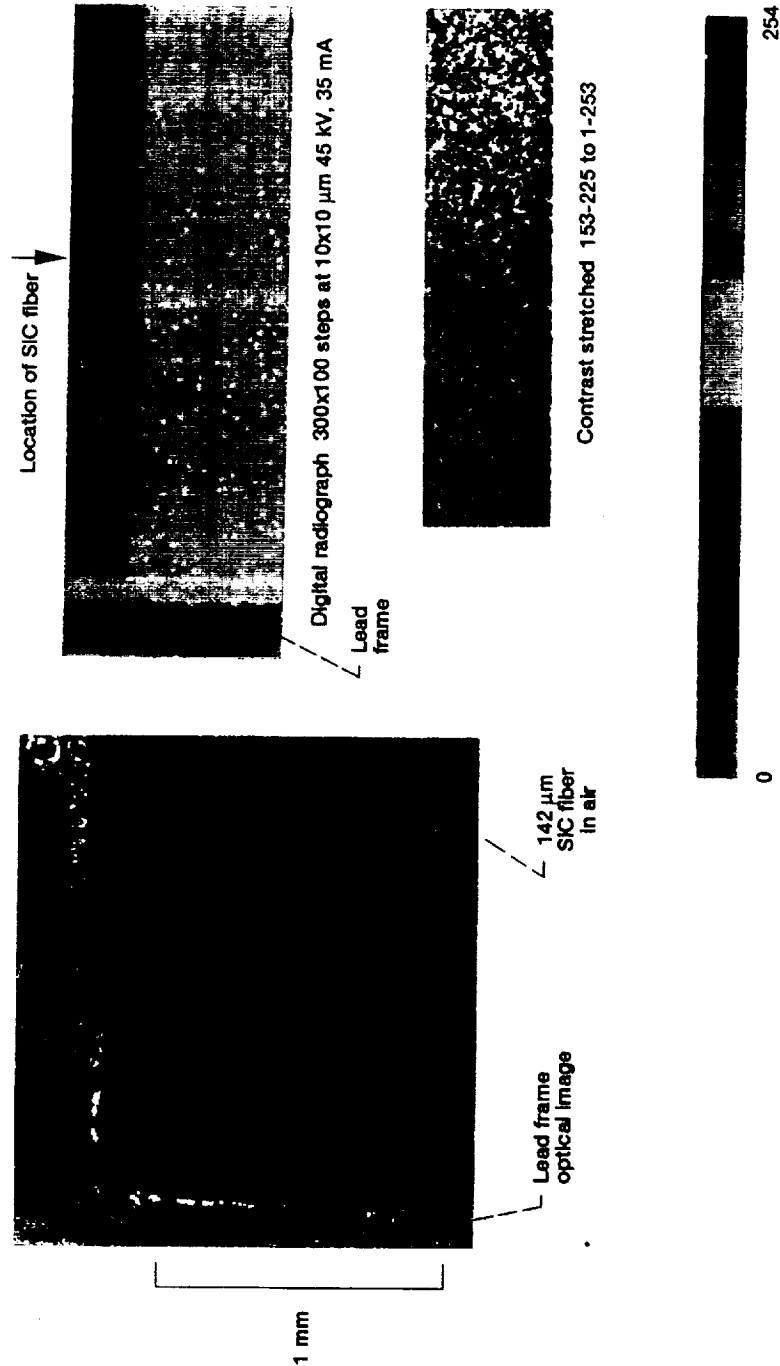 Location of SiC fiber
Digital radiograph 300x100 steps at 10x10 μm 45 kV, 35 mA
Lead
frame
Contrast stretched 153-225 to 1-253
0
254
1 mm
Lead frame
optical image
142 μm
SiC fiber
in air